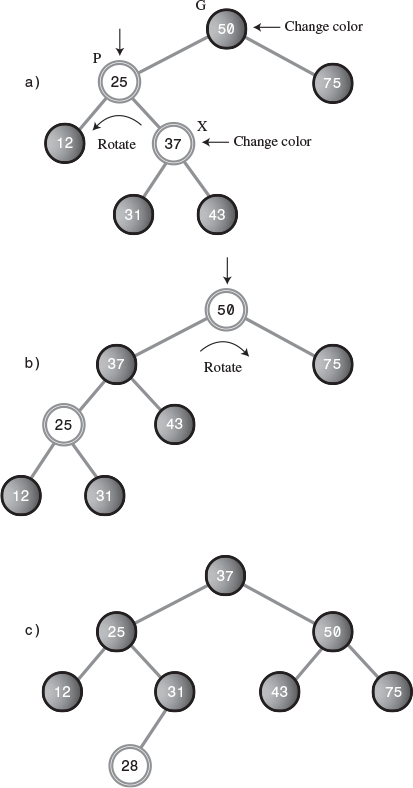 G
50 Change color
P
a) 25 75
12 Rotate 37 X Change color
31 43
50
b) 37 Rotate 75
25 43
12 31
37
c) 25 50
12 31 43 75
28